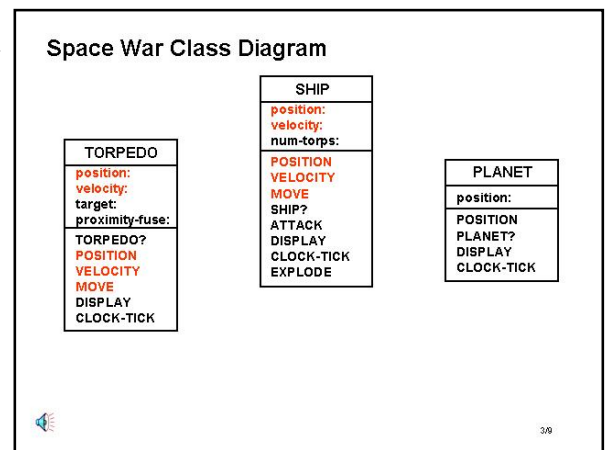 Space War Class Diagram
TORPEDO
position:
velocity:
target:
proximity-fuse:
TORPEDO?
POSITION
VELOCITY
MOVE
DISPLAY
CLOCK-TICK
SHIP
position:
velocity:
num-torps:
POSITION
VELOCITY
MOVE
SHIP?
ATTACK
DISPLAY
CLOCK-TICK
EXPLODE
PLANET
position:
POSITION
PLANET?
DISPLAY
CLOCK-TICK
3/9